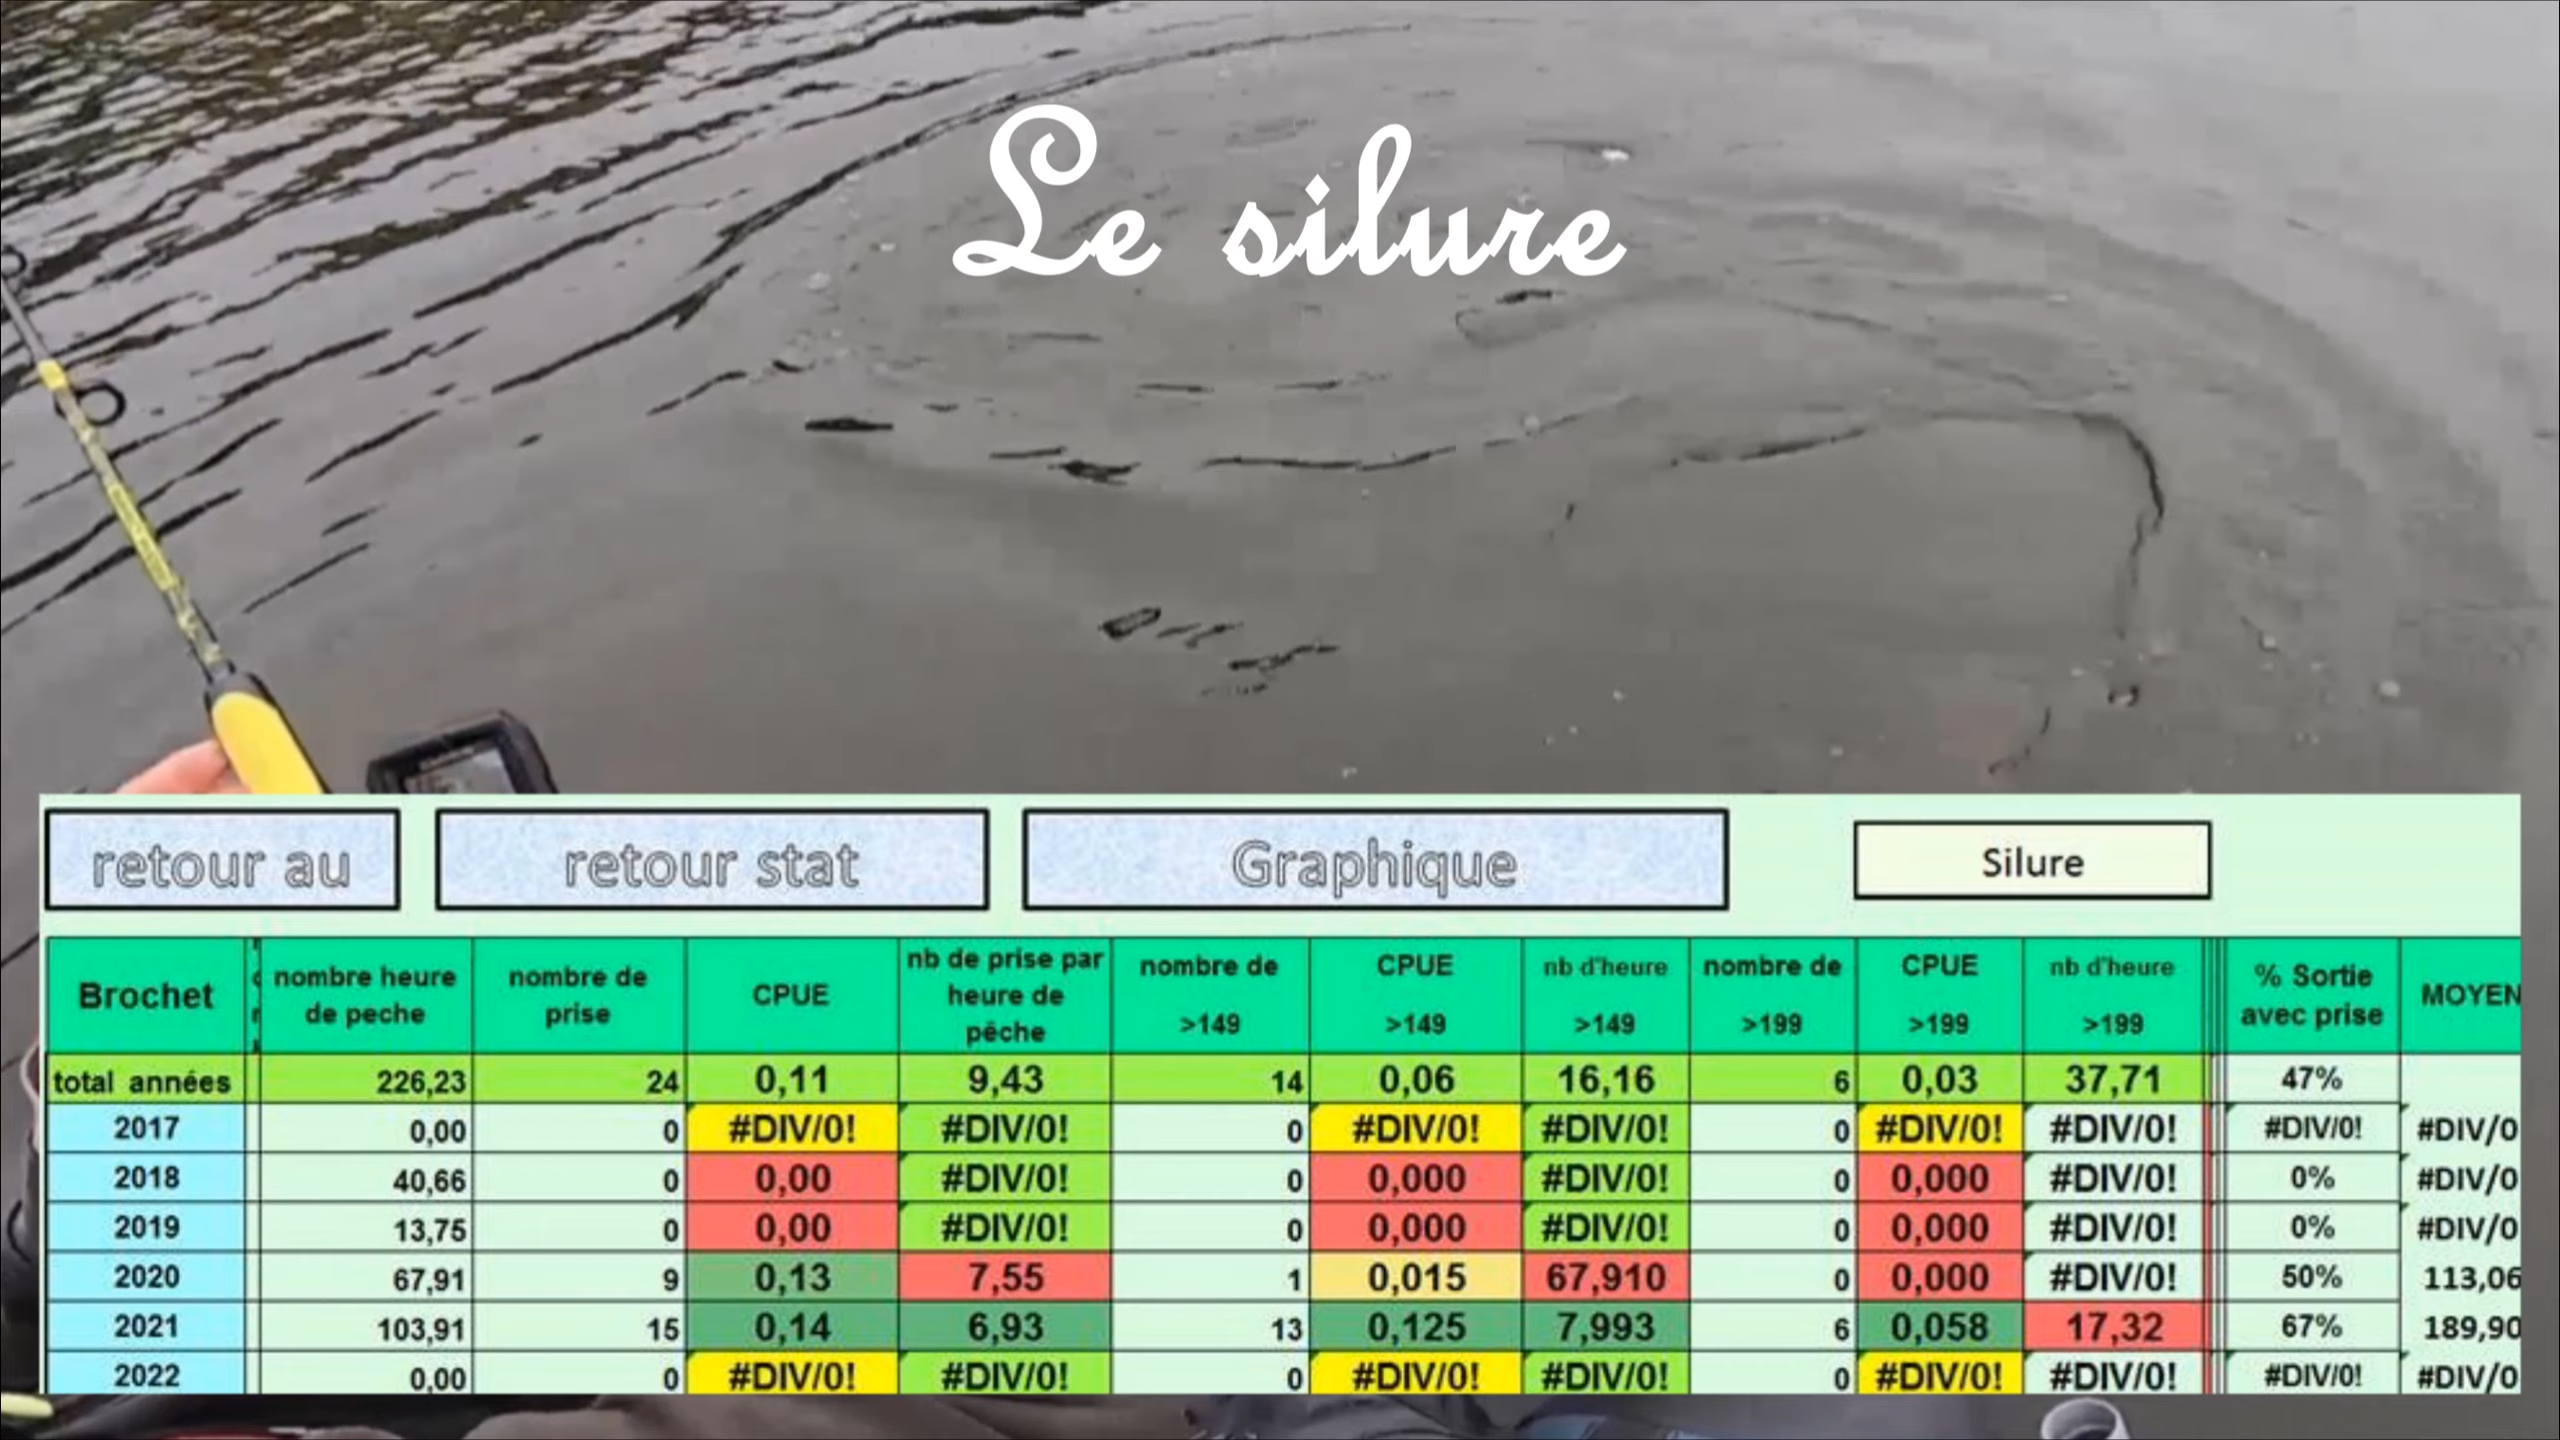 Le silure
retour au
retour stat
Graphique
Silure
Brochet
nombre heure
de peche
nombre de
prise
CPUE
nb de prise par
heure de
pêche
nombre de
>149
CPUE
>149
nb d'heure
>149
nombre de
>199
CPUE
>199
nb d'heure
>199
% Sortie
avec prise
MOYEN
total années 226,23 24 0,11 9,43 14 0,06 16,16 6 0,03 37,71 47%
2017 0,00 0 #DIV/0! #DIV/0! 0 #DIV/0! #DIV/0! 0 #DIV/0! #DIV/0! #DIV/0! #DIV/0
2018 40,66 0 0,00 #DIV/0! 0 0,000 #DIV/0! 0 0,000 #DIV/0! 0% #DIV/0
2019 13,75 0 0,00 #DIV/0! 0 0,000 #DIV/0! 0 0,000 #DIV/0! 0% #DIV/0
2020 67,91 9 0,13 7,55 1 0,015 67,910 0 0,000 #DIV/0! 50% 113,06
2021 103,91 15 0,14 6,93 13 0,125 7,993 6 0,058 17,32 67% 189,90
2022 0,00 0 #DIV/0! #DIV/0! 0 #DIV/0! #DIV/0! 0 #DIV/0! #DIV/0! #DIV/0! #DIV/0